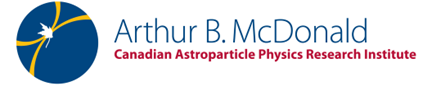 Arthur B. McDonald
Canadian Astroparticle Physics Research Institute